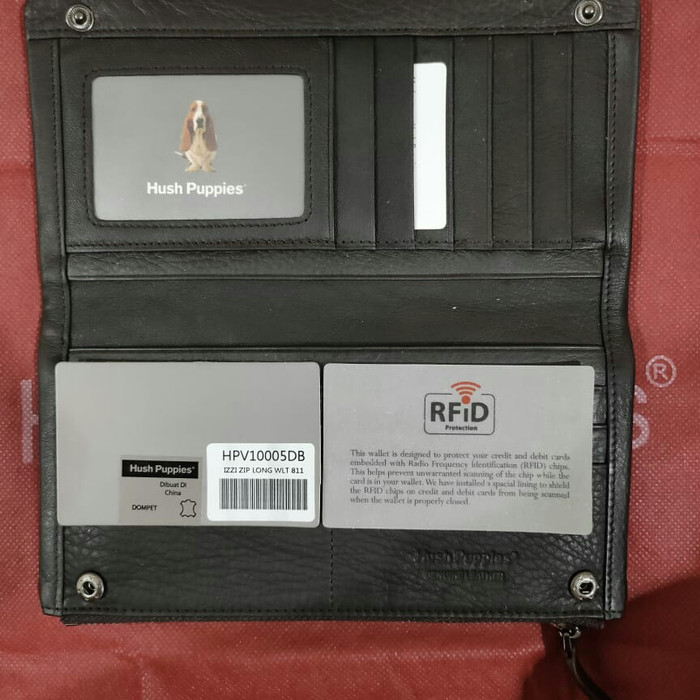 Hush Puppies
HPV10005DB
IZZI ZIP LONG WLT 811
Hush Puppies®
Dibuat Di
China
DOMPET
RFiD
Protection
This wallet is designed to protect your credit and debit cards
embedded with Radio Frequency Identification (RFID) chips.
This helps prevent unwarranted scanning of the chip while the
card is in your wallet. We have installed a spacial lining to shield
the RFID chips on credit and debit cards from being scanned
when the wallet is properly closed.
Hush Puppies®
GENUINE LEATHER
®